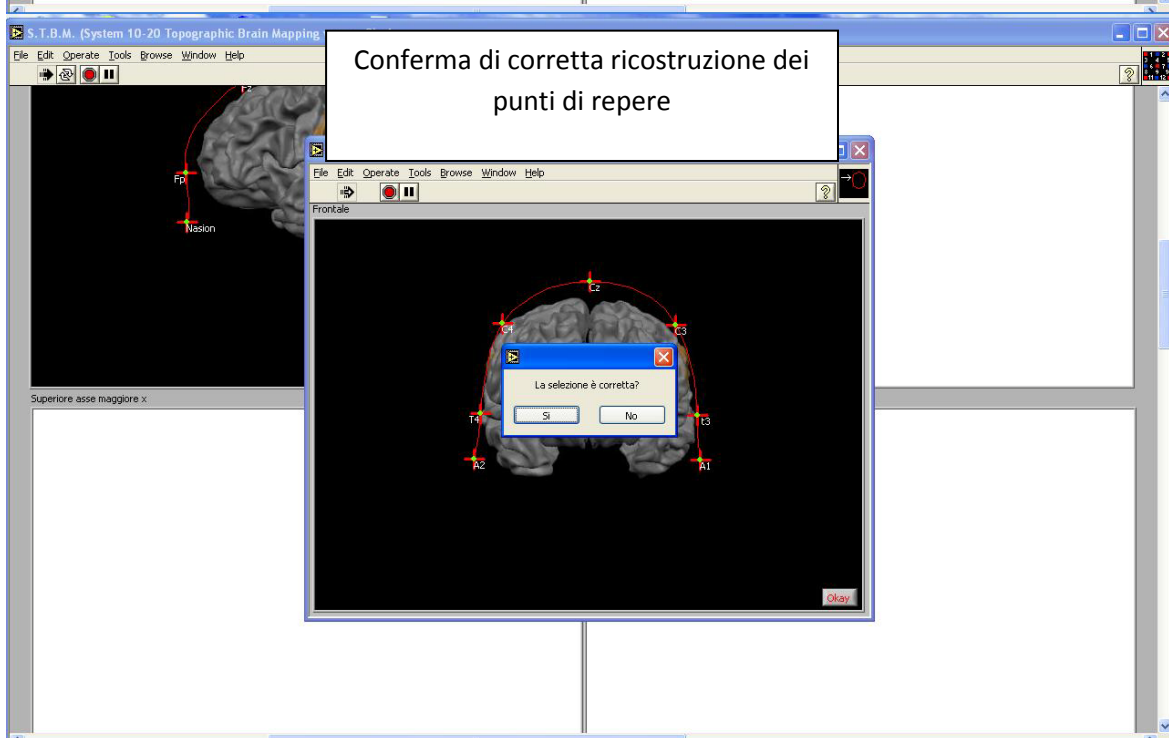 S.T.B.M. (System 10-20 Topographic Brain Mapping
File Edit Operate Tools Browse Window Help
Conferma di corretta ricostruzione dei
punti di repere
Fz
Fp
Nasion
File Edit Operate Tools Browse Window Help
Frontale
Cz
C4
C3
La selezione è corretta?
Si No
T4
t3
A2
A1
Okay
Superiore asse maggiore x